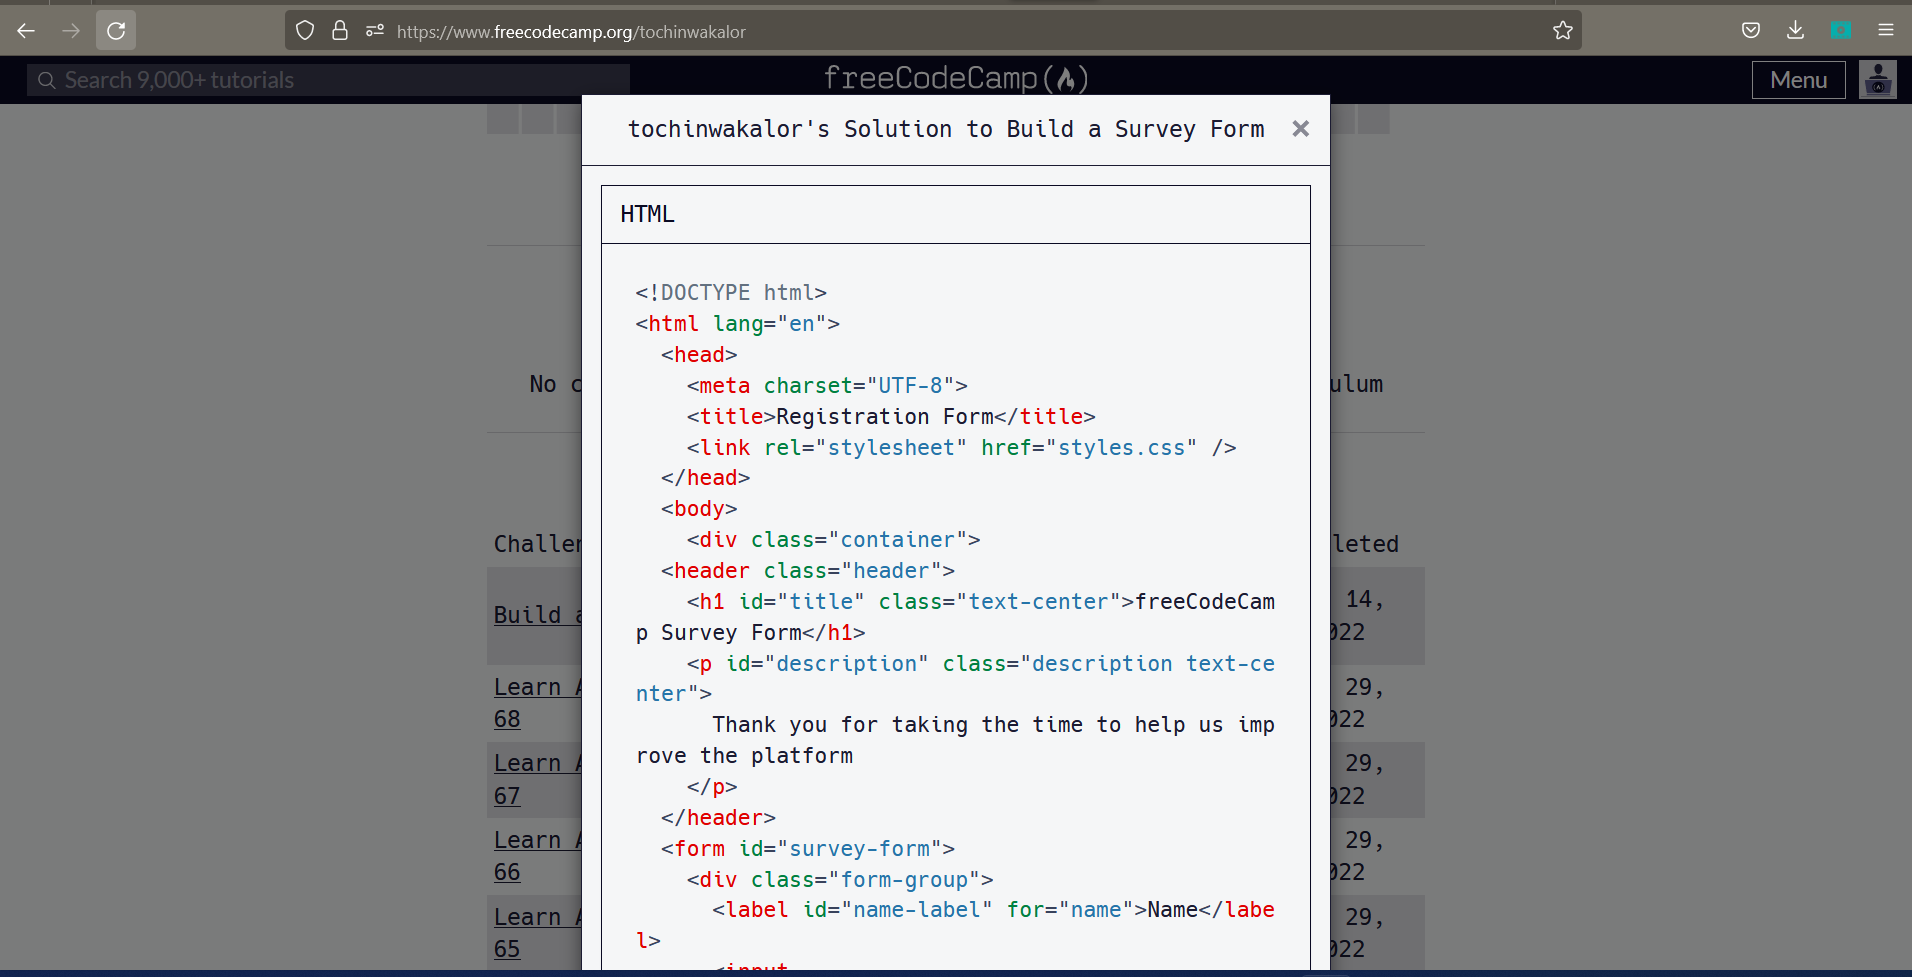 https://www.freecodecamp.org/tochinwakalor
Search 9,000+ tutorials
freeCodeCamp
Menu
tochinwakalor's Solution to Build a Survey Form
HTML
<!DOCTYPE html>
<html lang="en">
<head>
<meta charset="UTF-8">
<title>Registration Form</title>
<link rel="stylesheet" href="styles.css" />
</head>
<body>
<div class="container">
<header class="header">
<h1 id="title" class="text-center">freeCodeCam
p Survey Form</h1>
<p id="description" class="description text-ce
nter">
Thank you for taking the time to help us imp
rove the platform
</p>
</header>
<form id="survey-form">
<div class="form-group">
<label id="name-label" for="name">Name</labe
l>
<input
No c
ulum
Challen
leted
Build a
14,
022
Learn A
68
29,
022
Learn A
67
29,
022
Learn A
66
29,
022
Learn A
65
29,
022